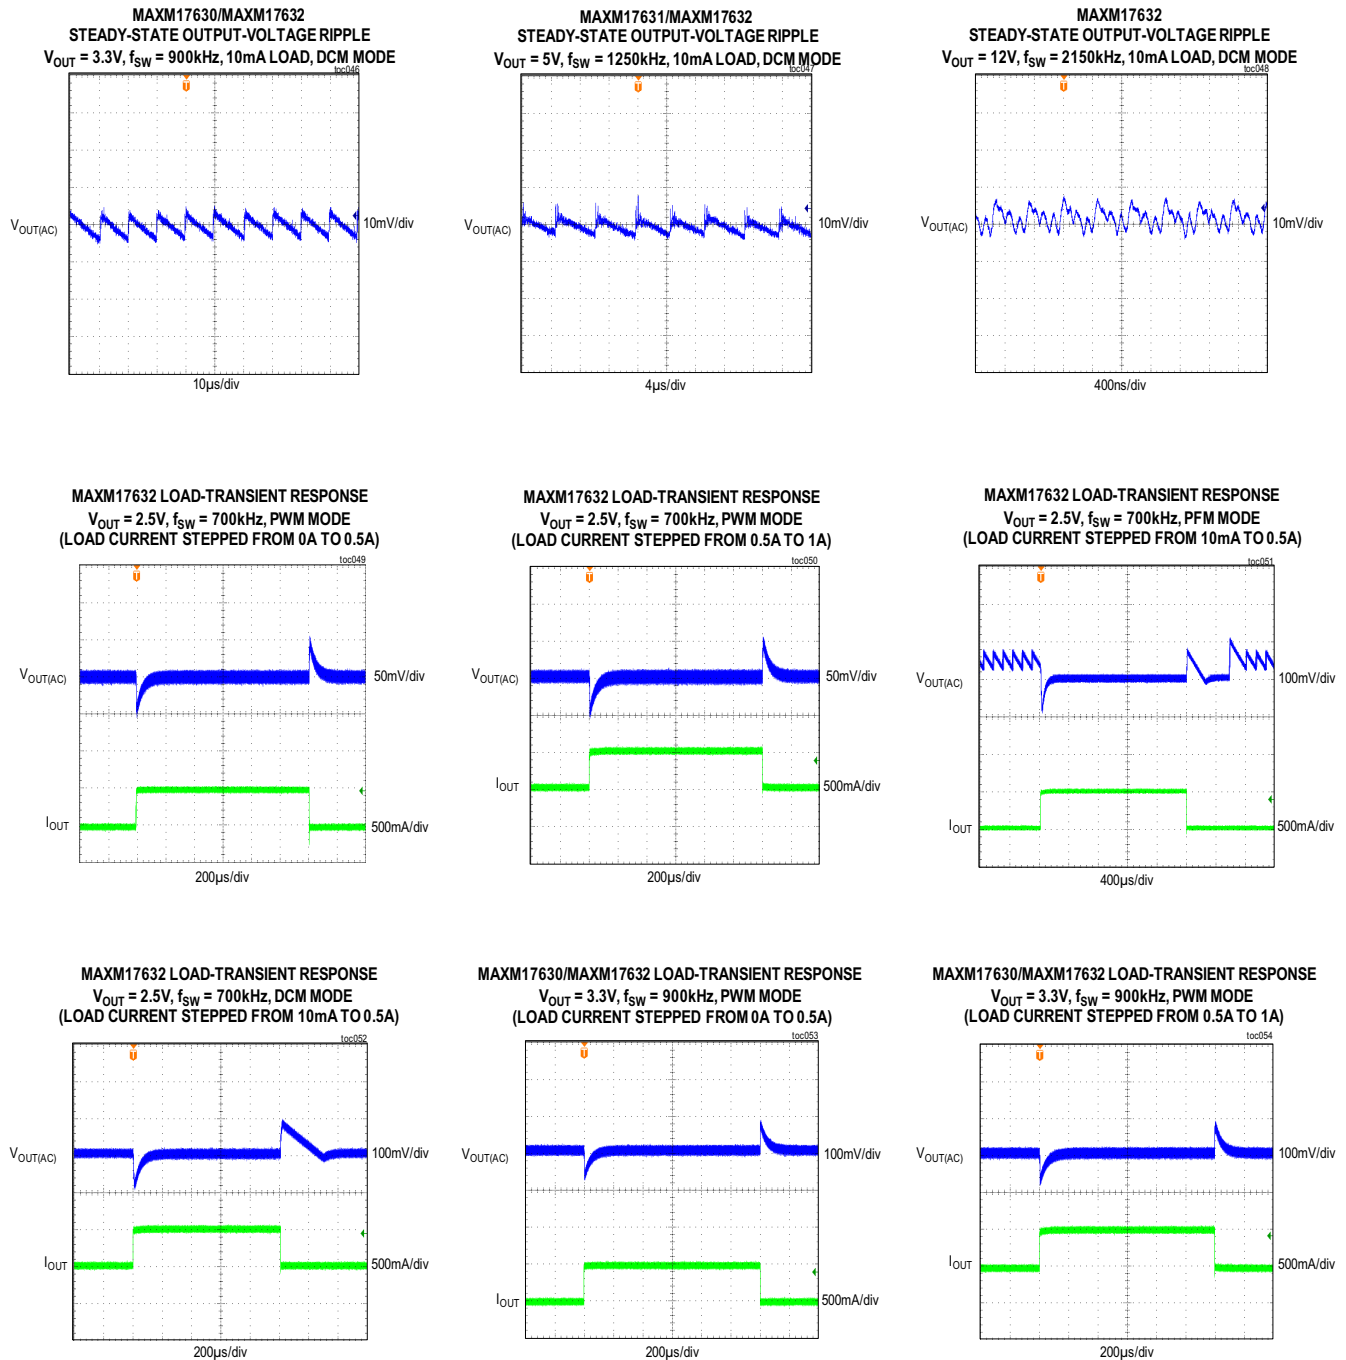 MAXM17630/MAXM17632
STEADY-STATE OUTPUT-VOLTAGE RIPPLE
VOUT = 3.3V, fSW = 900kHz, 10mA LOAD, DCM MODE
toc046
T
VOUT(AC)
10mV/div
10µs/div
MAXM17631/MAXM17632
STEADY-STATE OUTPUT-VOLTAGE RIPPLE
VOUT = 5V, fSW = 1250kHz, 10mA LOAD, DCM MODE
toc047
T
VOUT(AC)
10mV/div
4µs/div
MAXM17632
STEADY-STATE OUTPUT-VOLTAGE RIPPLE
VOUT = 12V, fSW = 2150kHz, 10mA LOAD, DCM MODE
toc048
T
VOUT(AC)
10mV/div
400ns/div
MAXM17632 LOAD-TRANSIENT RESPONSE
VOUT = 2.5V, fSW = 700kHz, PWM MODE
(LOAD CURRENT STEPPED FROM 0A TO 0.5A)
toc049
T
VOUT(AC)
50mV/div
IOUT
500mA/div
200µs/div
MAXM17632 LOAD-TRANSIENT RESPONSE
VOUT = 2.5V, fSW = 700kHz, PWM MODE
(LOAD CURRENT STEPPED FROM 0.5A TO 1A)
toc050
T
VOUT(AC)
50mV/div
IOUT
500mA/div
200µs/div
MAXM17632 LOAD-TRANSIENT RESPONSE
VOUT = 2.5V, fSW = 700kHz, PFM MODE
(LOAD CURRENT STEPPED FROM 10mA TO 0.5A)
toc051
T
VOUT(AC)
100mV/div
IOUT
500mA/div
400µs/div
MAXM17632 LOAD-TRANSIENT RESPONSE
VOUT = 2.5V, fSW = 700kHz, DCM MODE
(LOAD CURRENT STEPPED FROM 10mA TO 0.5A)
toc052
T
VOUT(AC)
100mV/div
IOUT
500mA/div
200µs/div
MAXM17630/MAXM17632 LOAD-TRANSIENT RESPONSE
VOUT = 3.3V, fSW = 900kHz, PWM MODE
(LOAD CURRENT STEPPED FROM 0A TO 0.5A)
toc053
T
VOUT(AC)
100mV/div
IOUT
500mA/div
200µs/div
MAXM17630/MAXM17632 LOAD-TRANSIENT RESPONSE
VOUT = 3.3V, fSW = 900kHz, PWM MODE
(LOAD CURRENT STEPPED FROM 0.5A TO 1A)
toc054
T
VOUT(AC)
100mV/div
IOUT
500mA/div
200µs/div